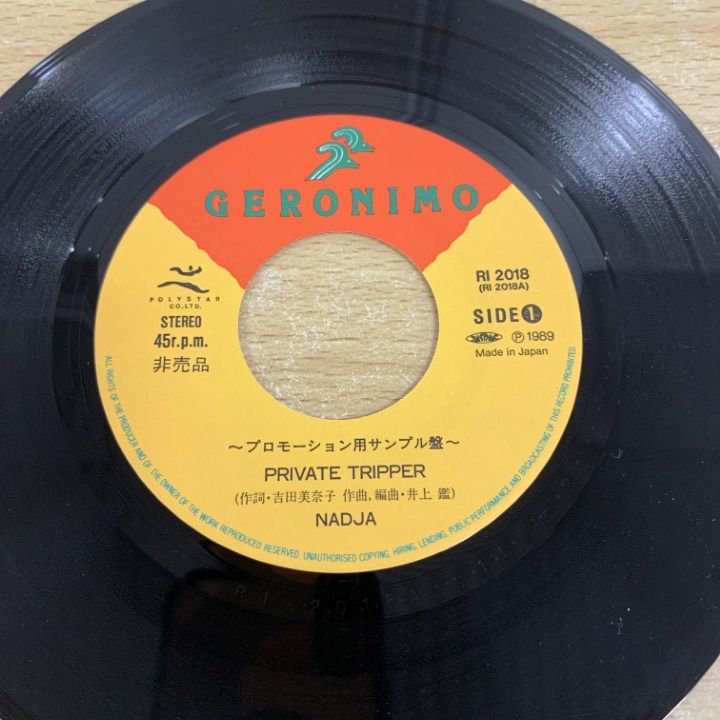 GERONIMO
POLYSTAR
CO.,LTD.
STEREO
45r.p.m.
非売品
RI 2018
(RI 2018A)
SIDE 1
Ⓟ1989
Made in Japan
〜プロモーション用サンプル盤〜
PRIVATE TRIPPER
(作詞・吉田美奈子 作曲、編曲・井上 鑑)
NADJA
ALL RIGHTS OF THE PRODUCER AND OF THE OWNER OF THE WORK REPRODUCED RESERVED. UNAUTHORISED COPYING, HIRING, LENDING, PUBLIC PERFORMANCE AND BROADCASTING OF THIS RECORD PROHIBITED